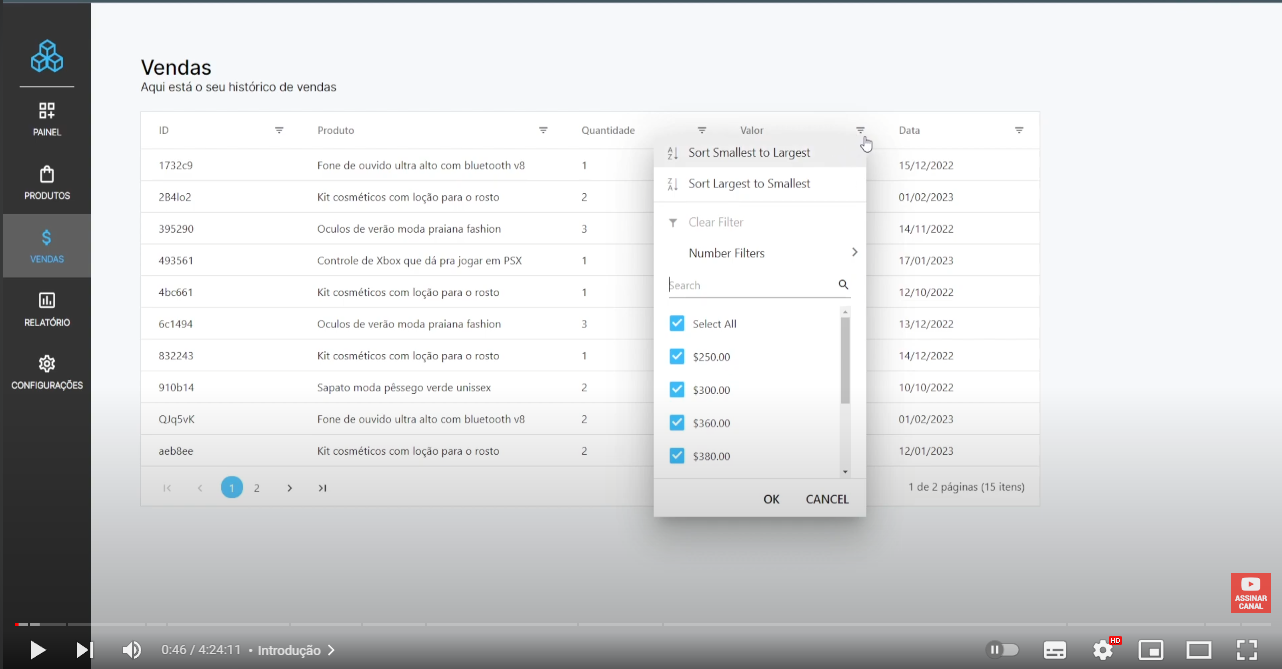 Vendas
Aqui está o seu histórico de vendas
PAINEL
PRODUTOS
VENDAS
RELATÓRIO
CONFIGURAÇÕES
ID Produto Quantidade Valor Data
1732c9 Fone de ouvido ultra alto com bluetooth v8 1 15/12/2022
2B4lo2 Kit cosméticos com loção para o rosto 2 01/02/2023
395290 Oculos de verão moda praiana fashion 3 14/11/2022
493561 Controle de Xbox que dá pra jogar em PSX 1 17/01/2023
4bc661 Kit cosméticos com loção para o rosto 1 12/10/2022
6c1494 Oculos de verão moda praiana fashion 3 13/12/2022
832243 Kit cosméticos com loção para o rosto 1 14/12/2022
910b14 Sapato moda pêssego verde unissex 2 10/10/2022
QJq5vK Fone de ouvido ultra alto com bluetooth v8 2 01/02/2023
aeb8ee Kit cosméticos com loção para o rosto 2 12/01/2023
1 2
1 de 2 páginas (15 itens)
Sort Smallest to Largest
Sort Largest to Smallest
Clear Filter
Number Filters
Search
Select All
$250.00
$300.00
$360.00
$380.00
OK CANCEL
ASSINAR
CANAL
0:46 / 4:24:11 • Introdução
HD